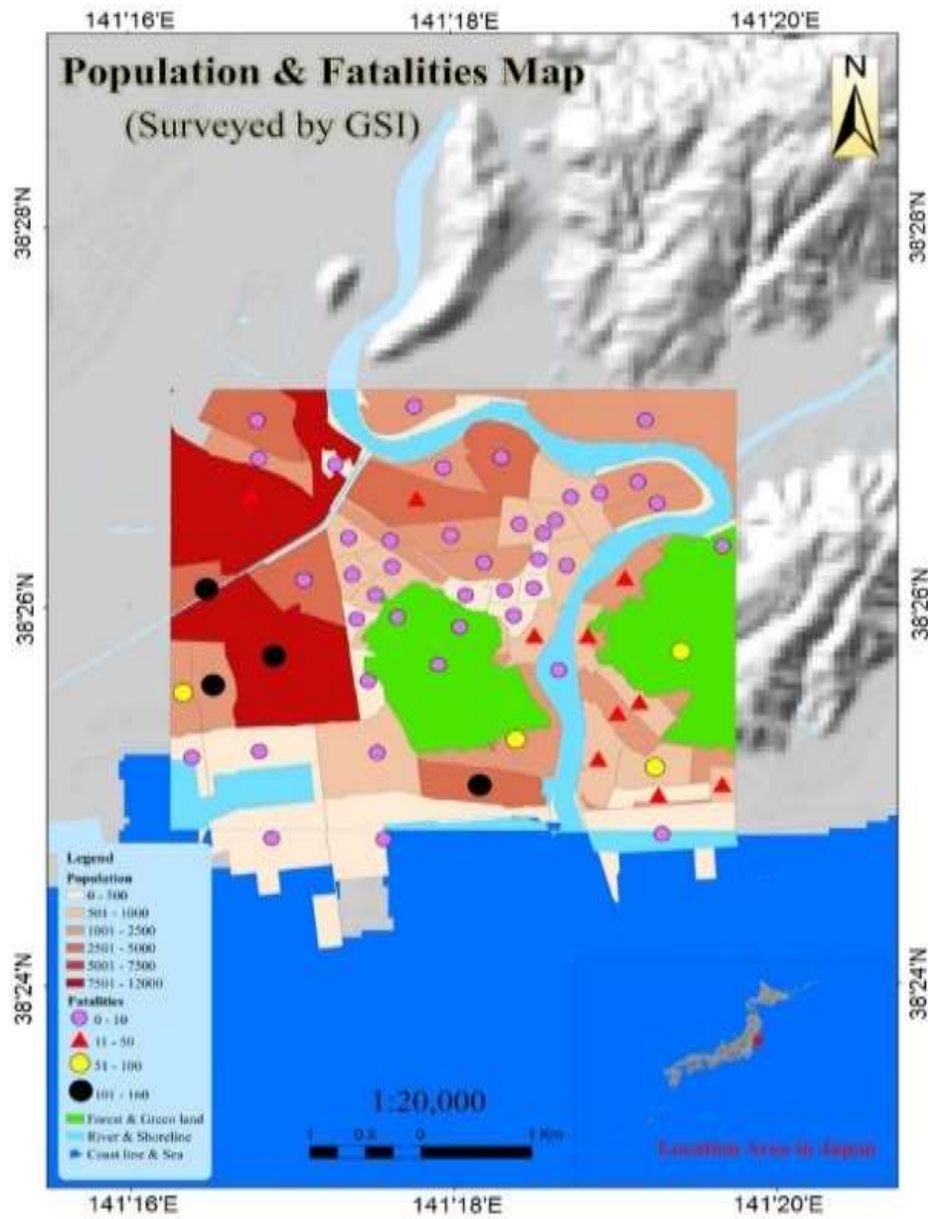 141'16'E 141'18'E 141'20'E
Population & Fatalities Map
(Surveyed by GSI)
N
38'28'N 38'28'N
38'26'N 38'26'N
38'24'N 38'24'N
Legend
Population
0 - 500
501 - 1000
1001 - 2500
2501 - 5000
5001 - 7500
7501 - 12000
Fatalities
0 - 10
11 - 50
51 - 100
101 - 160
Forest & Green land
River & Shoreline
Coast line & Sea
1:20,000
1 0.5 0 1 Km
Location Area in Japan
141'16'E 141'18'E 141'20'E